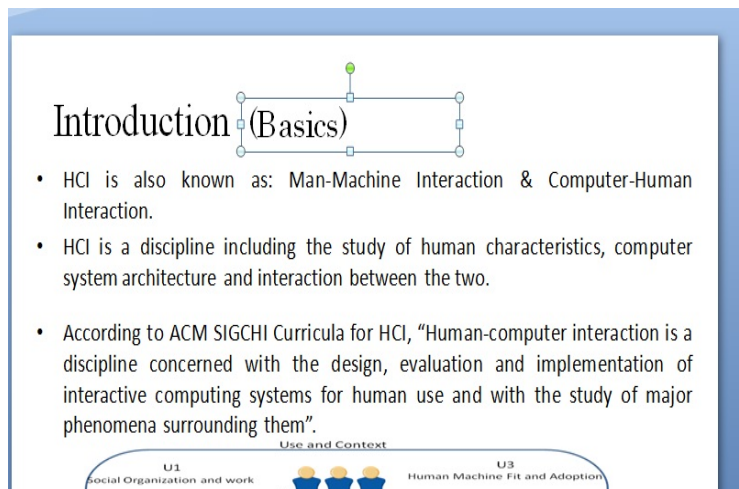 Introduction (Basics)
• HCI is also known as: Man-Machine Interaction & Computer-Human
Interaction.
• HCI is a discipline including the study of human characteristics, computer
system architecture and interaction between the two.
• According to ACM SIGCHI Curricula for HCI, “Human-computer interaction is a
discipline concerned with the design, evaluation and implementation of
interactive computing systems for human use and with the study of major
phenomena surrounding them”.
Use and Context
U1
Social Organization and work
U3
Human Machine Fit and Adoption